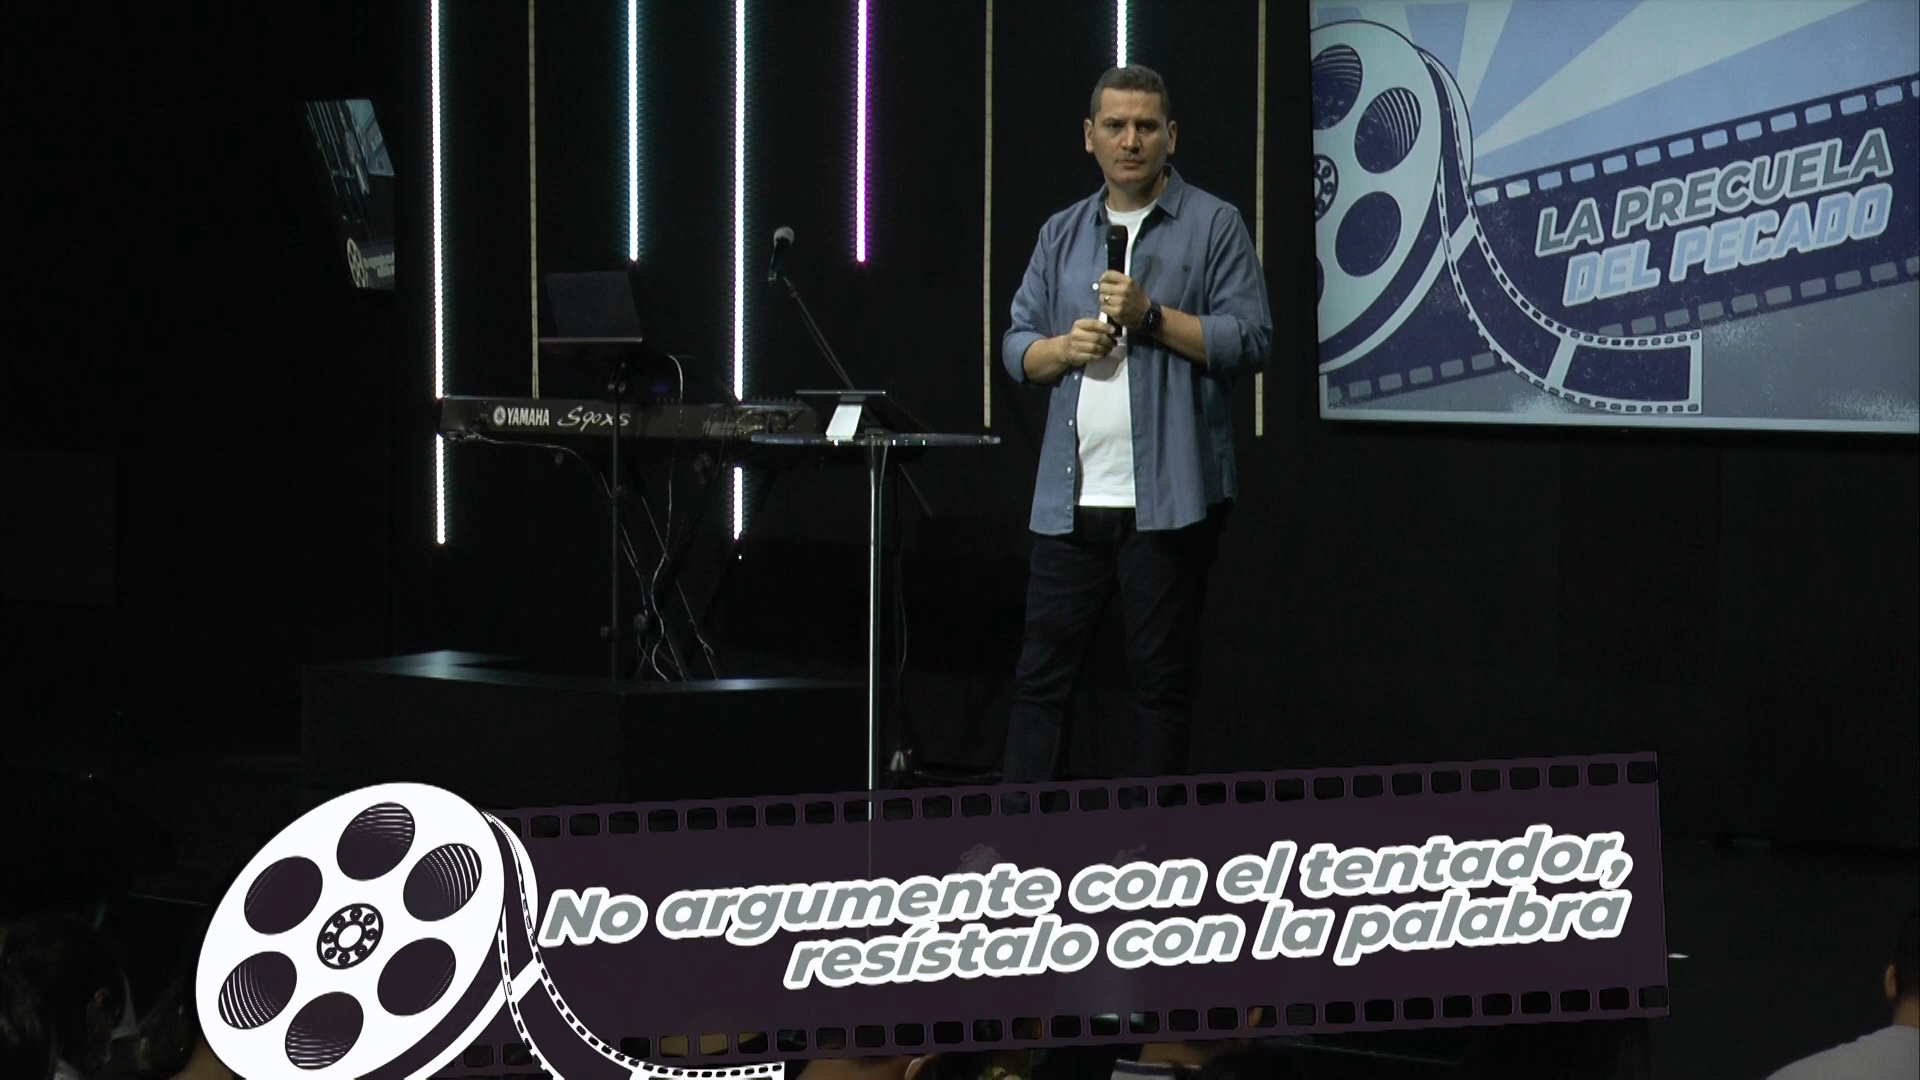 LA PRECUELA
DEL PECADO
YAMAHA S90XS
No argumente con el tentador,
resístalo con la palabra